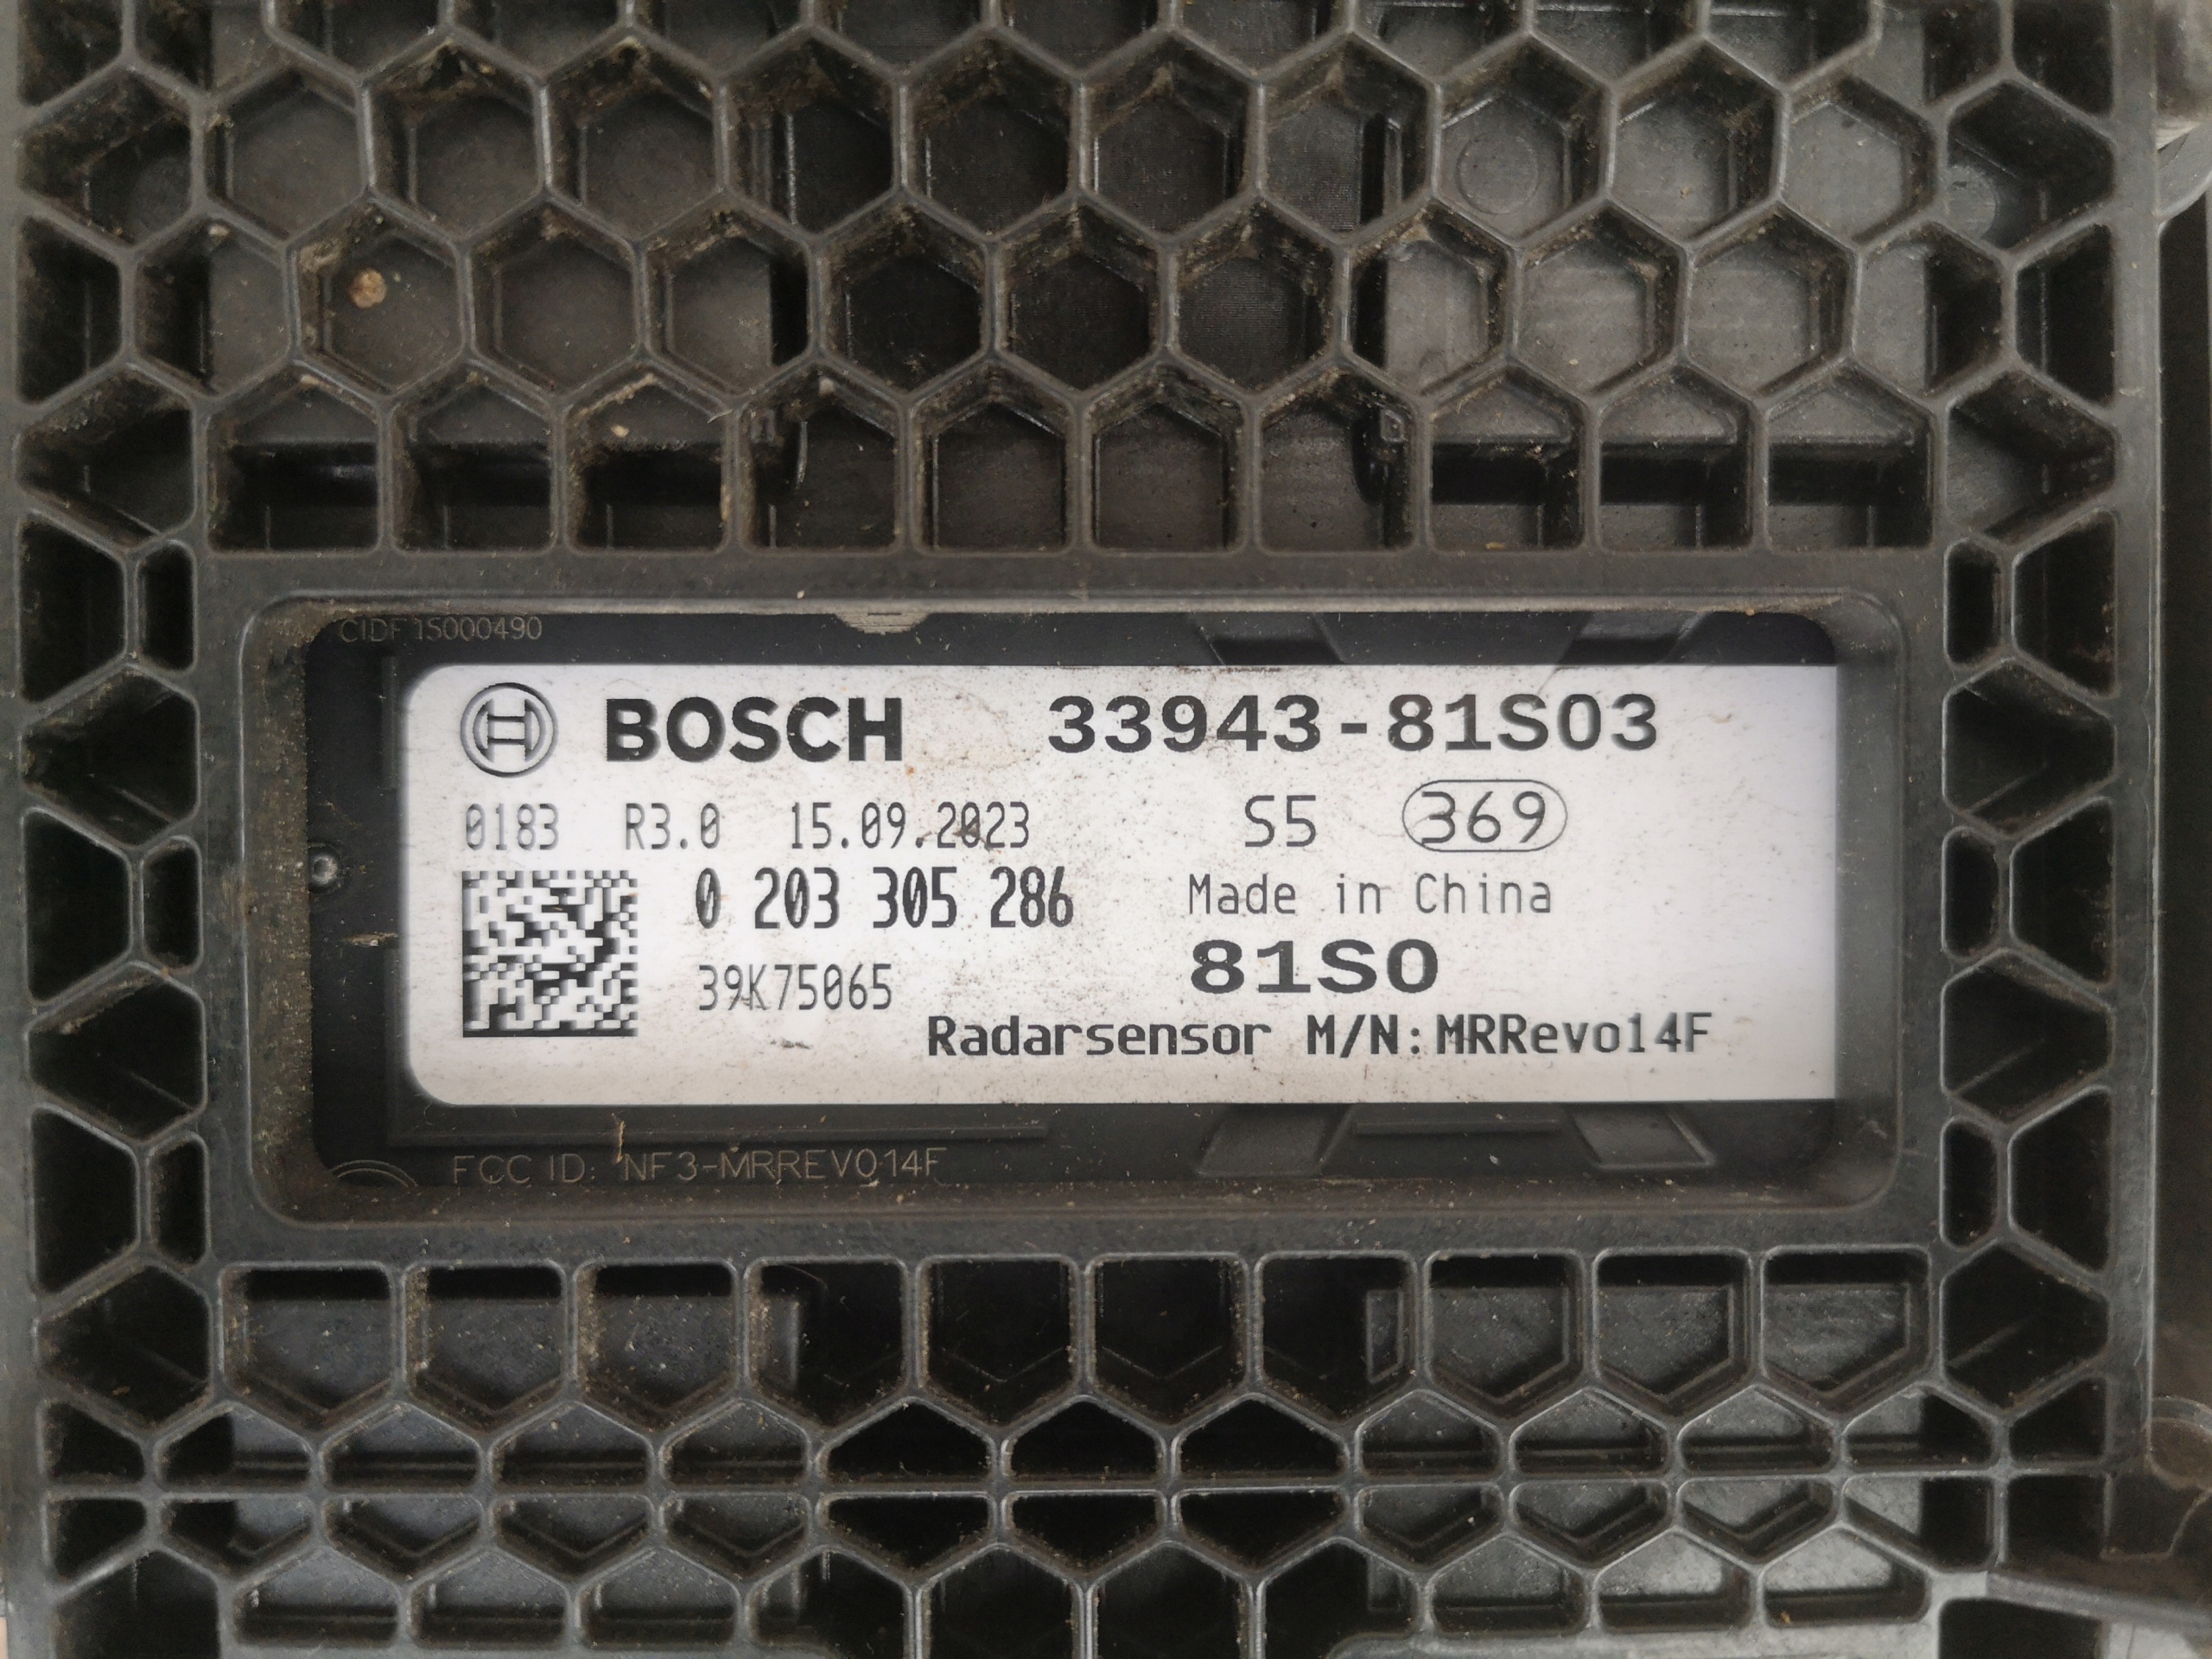 CIDF 15000490
BOSCH 33943-81S03
0183 R3.0 15.09.2023 S5 369
0 203 305 286 Made in China
39K75065 81S0
Radarsensor M/N:MRRevo14F
FCC ID: NF3-MRREVO14F